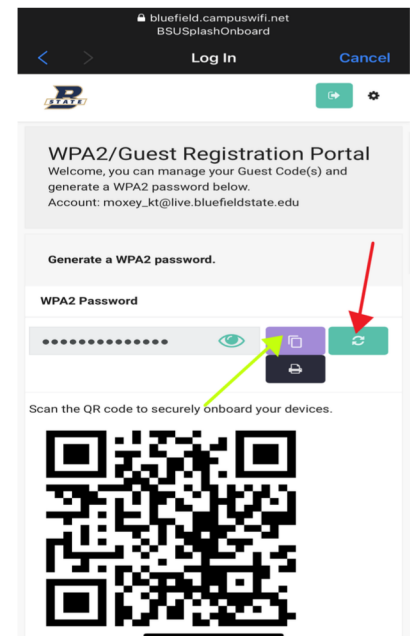 bluefield.campuswifi.net
BSUSplashOnboard
Log In
Cancel
B
STATE
WPA2/Guest Registration Portal
Welcome, you can manage your Guest Code(s) and
generate a WPA2 password below.
Account: moxey_kt@live.bluefieldstate.edu
Generate a WPA2 password.
WPA2 Password
Scan the QR code to securely onboard your devices.